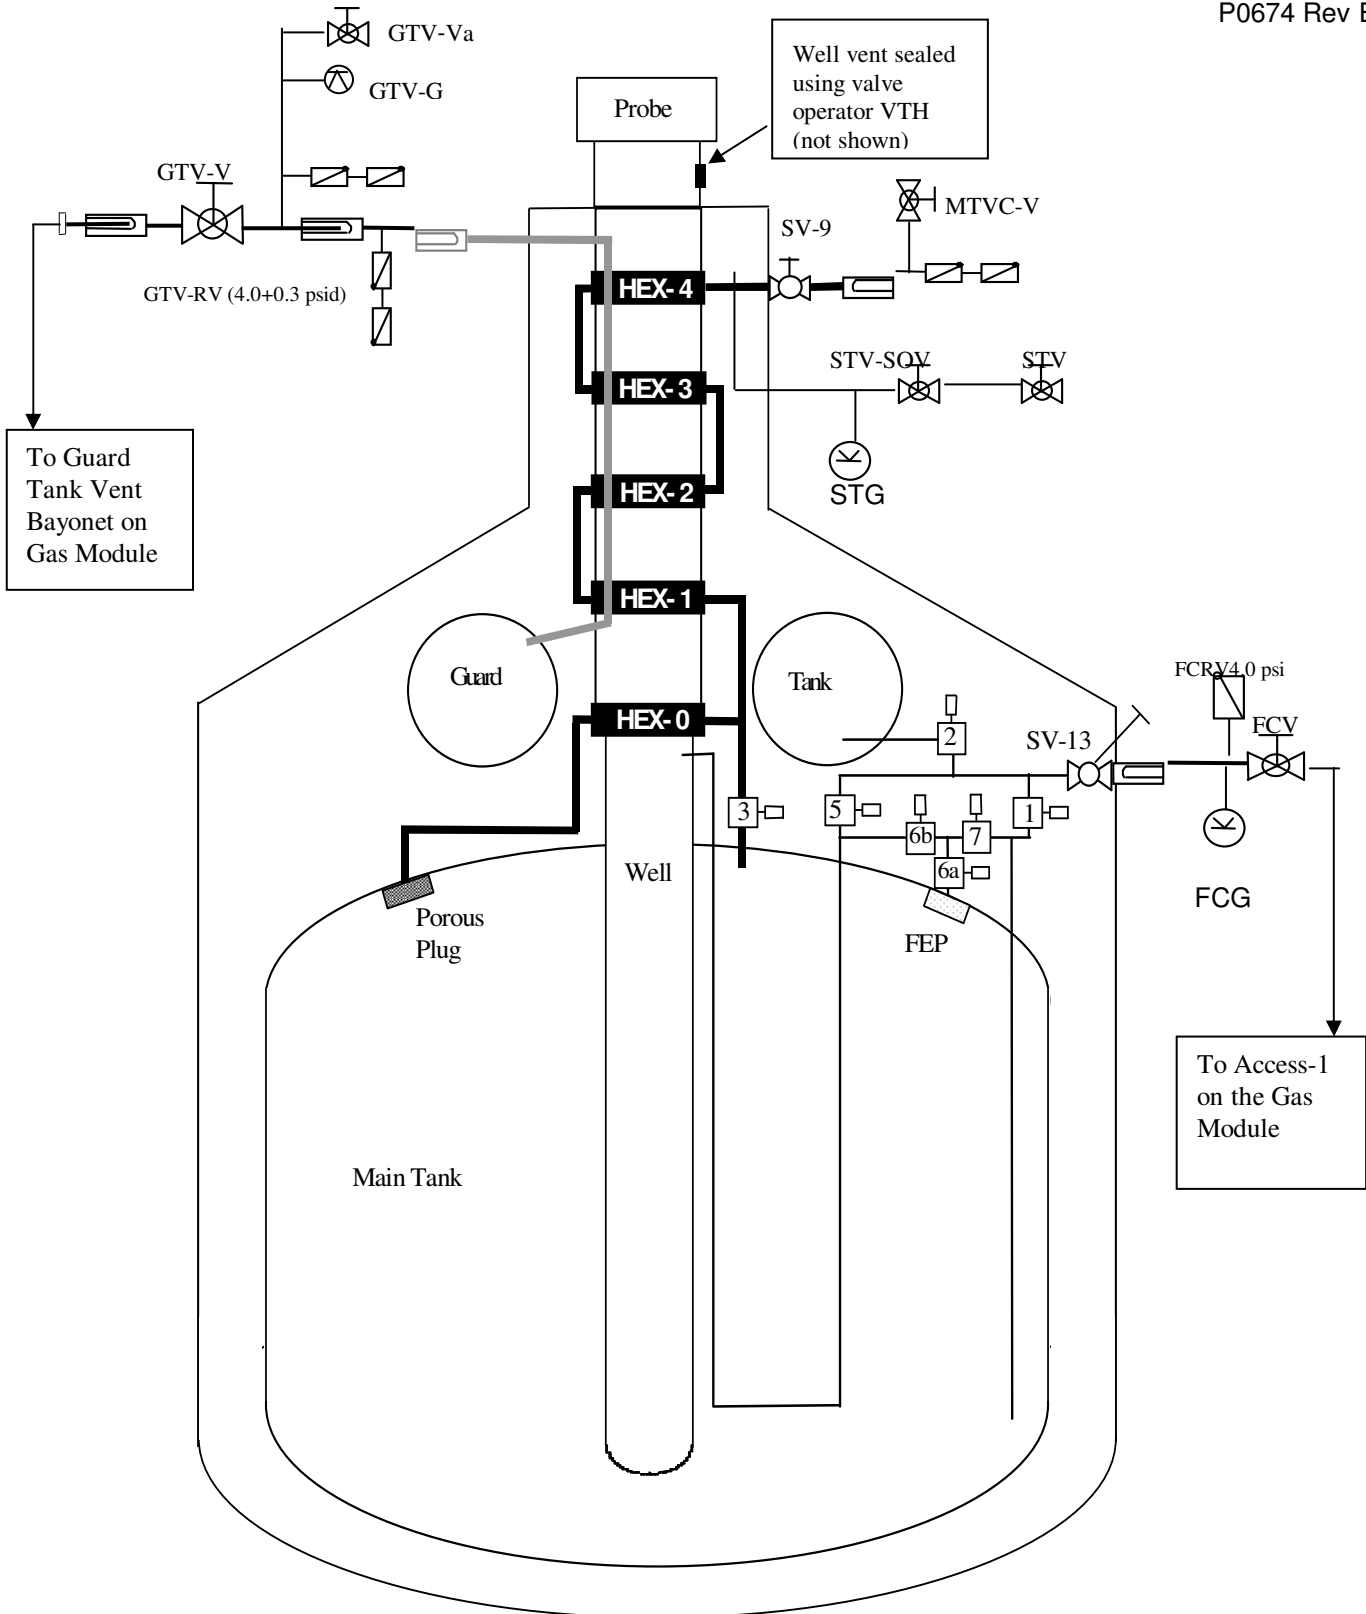 P0674 Rev B
GTV-Va
GTV-G
GTV-V
GTV-RV (4.0+0.3 psid)
To Guard
Tank Vent
Bayonet on
Gas Module
Probe
Well vent sealed
using valve
operator VTH
(not shown)
MTVC-V
SV-9
STV-SOV
STV
STG
HEX-4
HEX-3
HEX-2
HEX-1
HEX-0
Guard
Tank
FCRV4.0 psi
FCV
SV-13
FCG
2
3
5
1
6b
7
6a
Well
Porous
Plug
FEP
Main Tank
To Access-1
on the Gas
Module